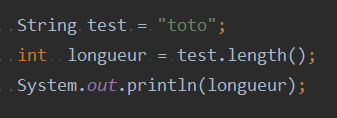 String test = "toto";
int longueur = test.length();
System.out.println(longueur);